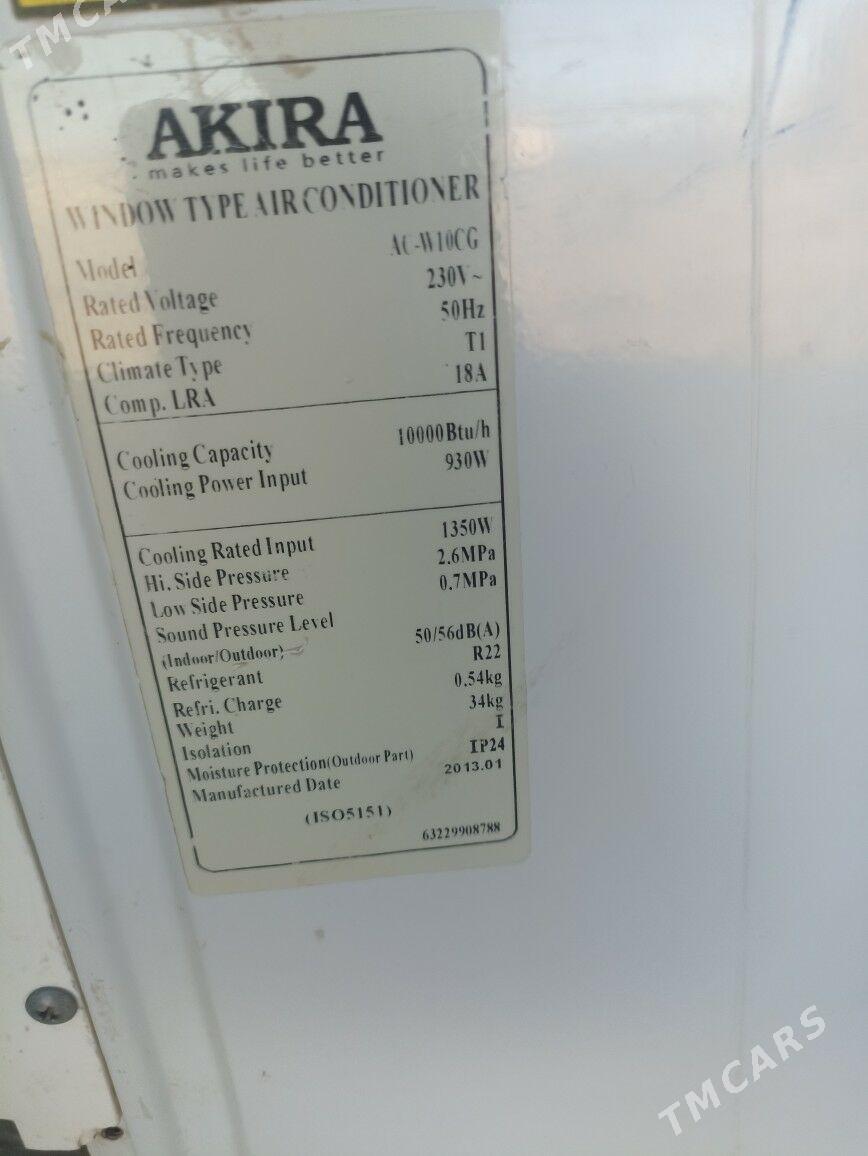 TMCARS
AKIRA
makes life better
WINDOW TYPE AIR CONDITIONER
Model AC-W10CG
Rated Voltage 230V~
Rated Frequency 50Hz
Climate Type T1
Comp. LRA 18A
Cooling Capacity 10000Btu/h
Cooling Power Input 930W
Cooling Rated Input 1350W
Hi. Side Pressure 2.6MPa
Low Side Pressure 0.7MPa
Sound Pressure Level
(Indoor/Outdoor) 50/56dB(A)
Refrigerant R22
Refri. Charge 0.54kg
Weight 34kg
Isolation I
Moisture Protection(Outdoor Part) IP24
Manufactured Date 2013.01
(ISO5151)
63229908788
TMCARS